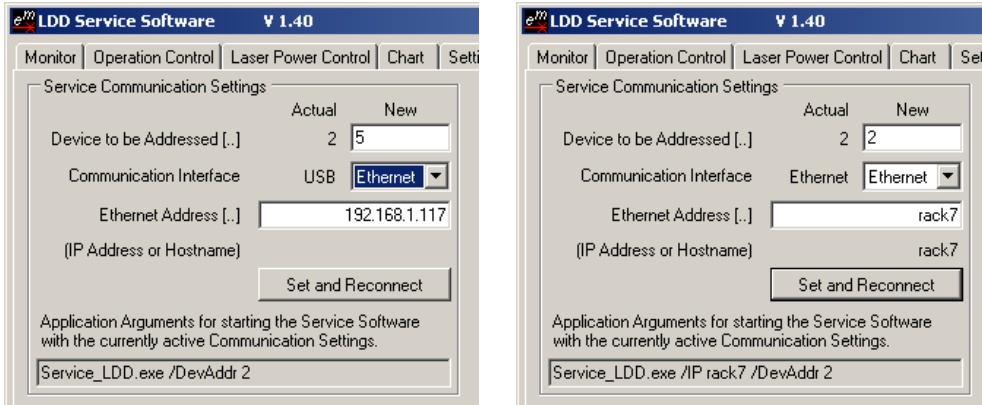 em LDD Service Software V 1.40
Monitor Operation Control Laser Power Control Chart Setti
Service Communication Settings
Actual New
Device to be Addressed [..] 2 5
Communication Interface USB Ethernet
Ethernet Address [..] 192.168.1.117
(IP Address or Hostname)
Set and Reconnect
Application Arguments for starting the Service Software
with the currently active Communication Settings.
Service_LDD.exe /DevAddr 2
em LDD Service Software V 1.40
Monitor Operation Control Laser Power Control Chart Set
Service Communication Settings
Actual New
Device to be Addressed [..] 2 2
Communication Interface Ethernet Ethernet
Ethernet Address [..] rack7
(IP Address or Hostname) rack7
Set and Reconnect
Application Arguments for starting the Service Software
with the currently active Communication Settings.
Service_LDD.exe /IP rack7 /DevAddr 2